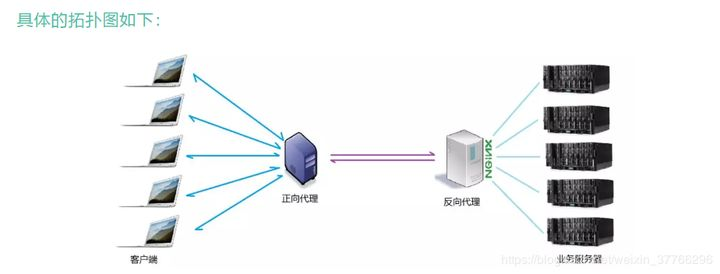 具体的拓扑图如下：
NGINX
正向代理
反向代理
客户端
业务服务器
https://blog.csdn.net/weixin_37766296